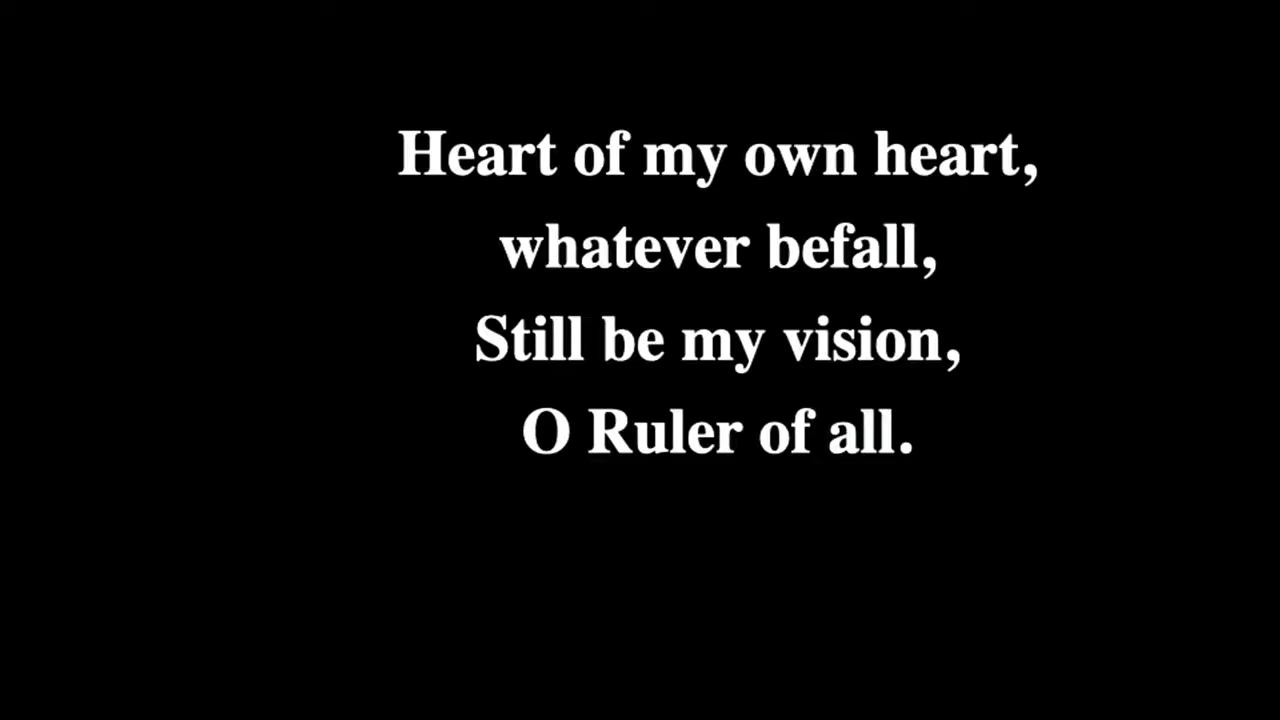 Heart of my own heart,
whatever befall,
Still be my vision,
O Ruler of all.